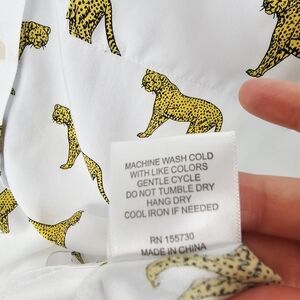 MACHINE WASH COLD
WITH LIKE COLORS
GENTLE CYCLE
DO NOT TUMBLE DRY
HANG DRY
COOL IRON IF NEEDED
RN 155730
MADE IN CHINA